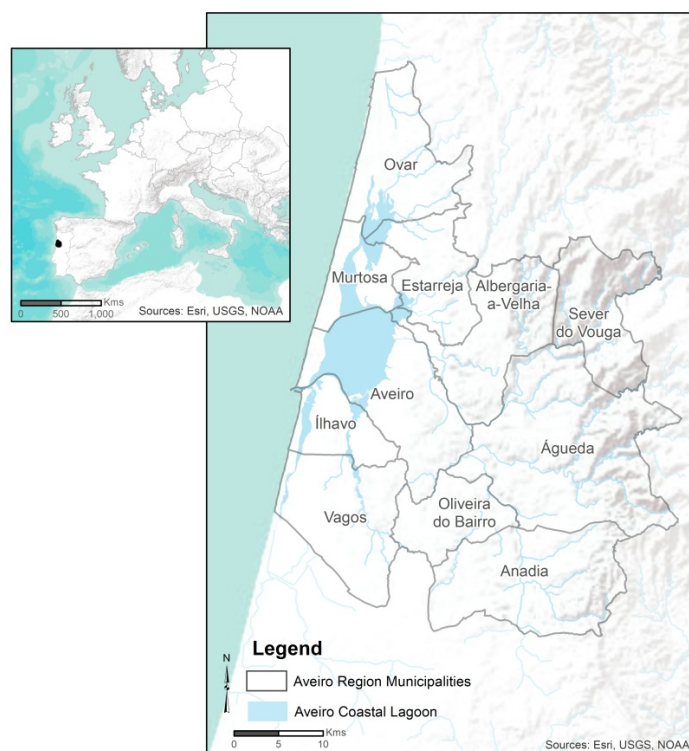 Kms
0
500
1,000
Sources: Esri, USGS, NOAA
Ovar
Murtosa
Estarreja
Albergaria-
a-Velha
Sever
do Vouga
Aveiro
Ílhavo
Águeda
Vagos
Oliveira
do Bairro
Anadia
Legend
N
Aveiro Region Municipalities
Aveiro Coastal Lagoon
Kms
0
5
10
Sources: Esri, USGS, NOAA